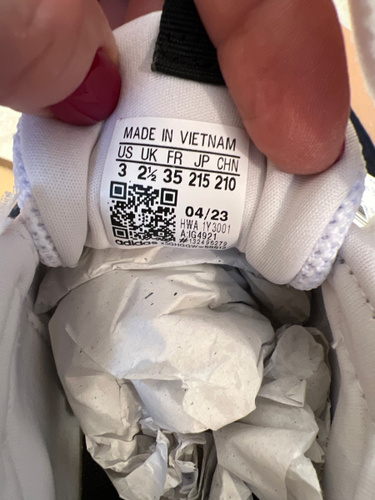 MADE IN VIETNAM
US UK FR JP CHN
3 2½ 35 215 210
04/23
HWA 1Y3001
A:IG4921
adidas